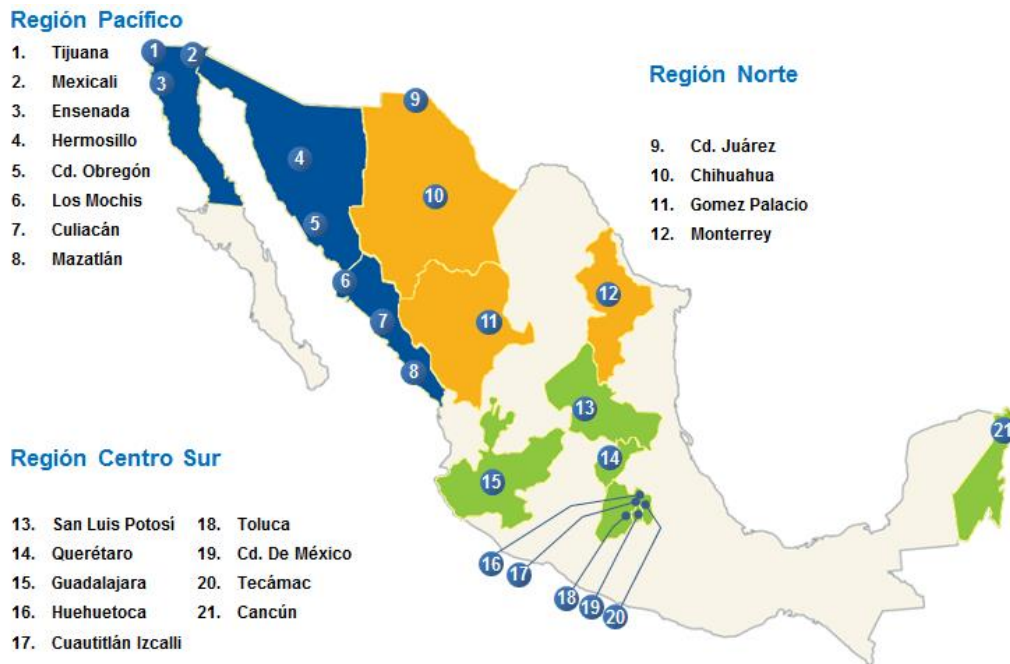 Región Pacífico
1. Tijuana
2. Mexicali
3. Ensenada
4. Hermosillo
5. Cd. Obregón
6. Los Mochis
7. Culiacán
8. Mazatlán
Región Norte
9. Cd. Juárez
10. Chihuahua
11. Gomez Palacio
12. Monterrey
Región Centro Sur
13. San Luis Potosí
14. Querétaro
15. Guadalajara
16. Huehuetoca
17. Cuautitlán Izcalli
18. Toluca
19. Cd. De México
20. Tecámac
21. Cancún
1
2
3
4
5
6
7
8
9
10
11
12
13
14
15
16
17
18
19
20
21